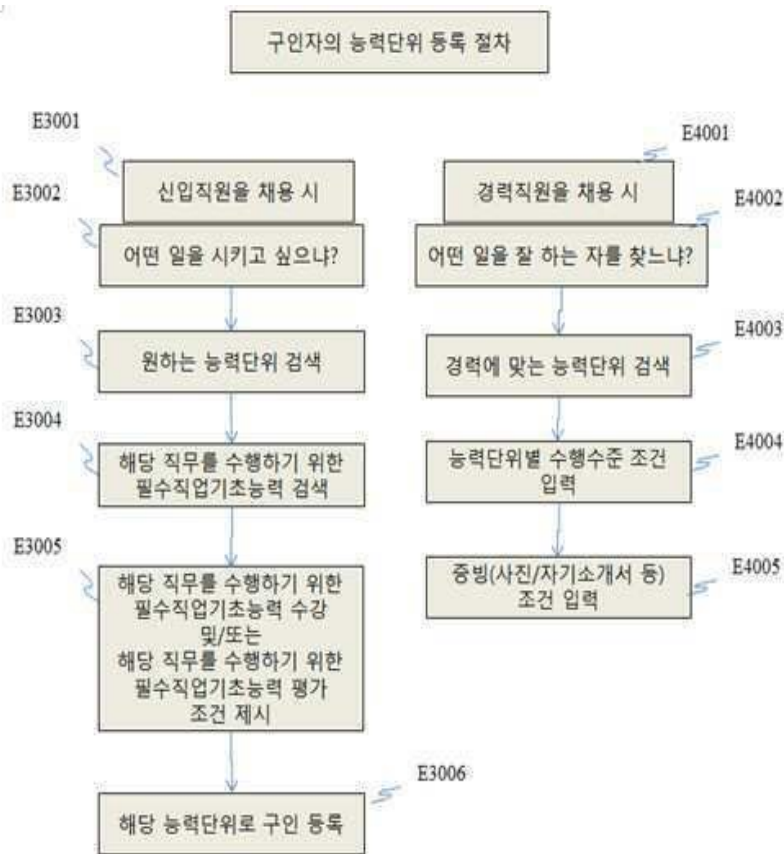 구인자의 능력단위 등록 절차
E3001
신입직원을 채용 시
E3002
어떤 일을 시키고 싶으냐?
E3003
원하는 능력단위 검색
E3004
해당 직무를 수행하기 위한
필수직업기초능력 검색
E3005
해당 직무를 수행하기 위한
필수직업기초능력 수강
및/또는
해당 직무를 수행하기 위한
필수직업기초능력 평가
조건 제시
E3006
해당 능력단위로 구인 등록
E4001
경력직원을 채용 시
E4002
어떤 일을 잘 하는 자를 찾느냐?
E4003
경력에 맞는 능력단위 검색
E4004
능력단위별 수행수준 조건
입력
E4005
증빙(사진/자기소개서 등)
조건 입력